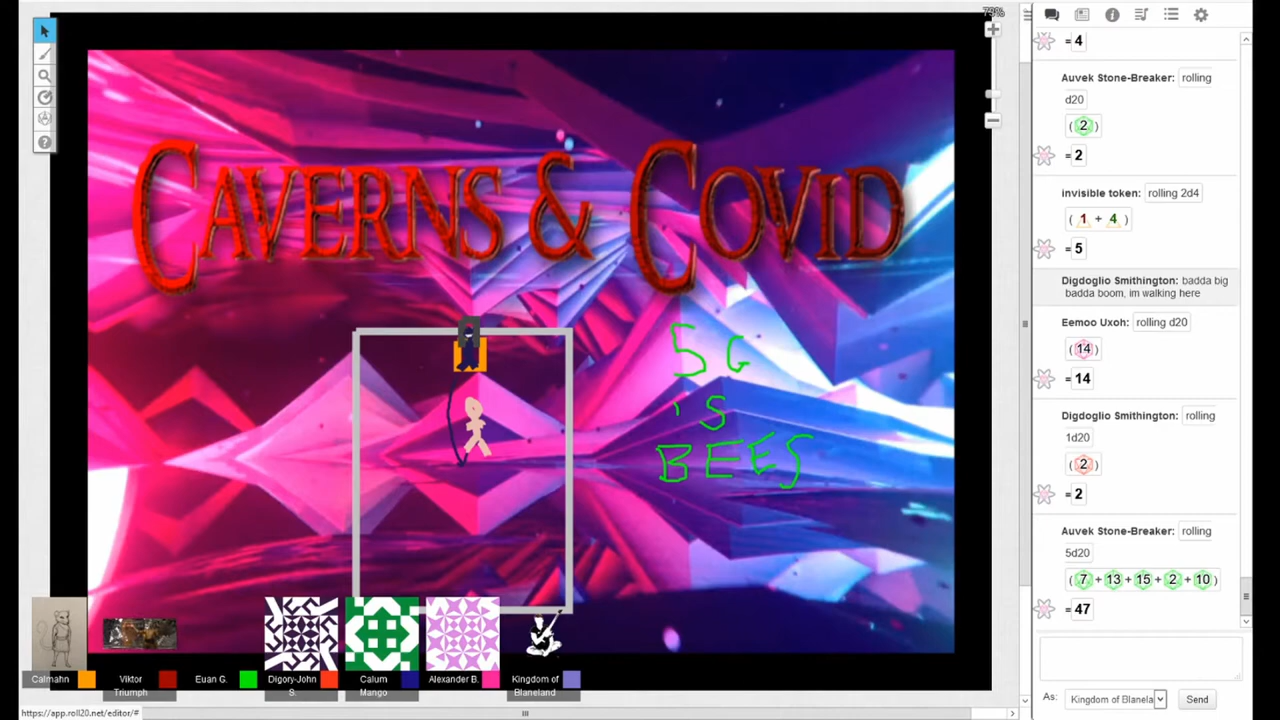 79%
= 4
Auvek Stone-Breaker: rolling
d20
( 2 )
= 2
invisible token: rolling 2d4
( 1 + 4 )
= 5
Digdoglio Smithington: badda big
badda boom, im walking here
Eemoo Uxoh: rolling d20
( 14 )
= 14
Digdoglio Smithington: rolling
1d20
( 2 )
= 2
Auvek Stone-Breaker: rolling
5d20
( 7 + 13 + 15 + 2 + 10 )
= 47
As: Kingdom of Blanela Send
CAVERNS & COVID
5G
'S
BEES
Calmahn
Viktor
Triumph
Euan G.
Digory-John
S.
Calum
Mango
Alexander B.
Kingdom of
Blaneland
https://app.roll20.net/editor/#